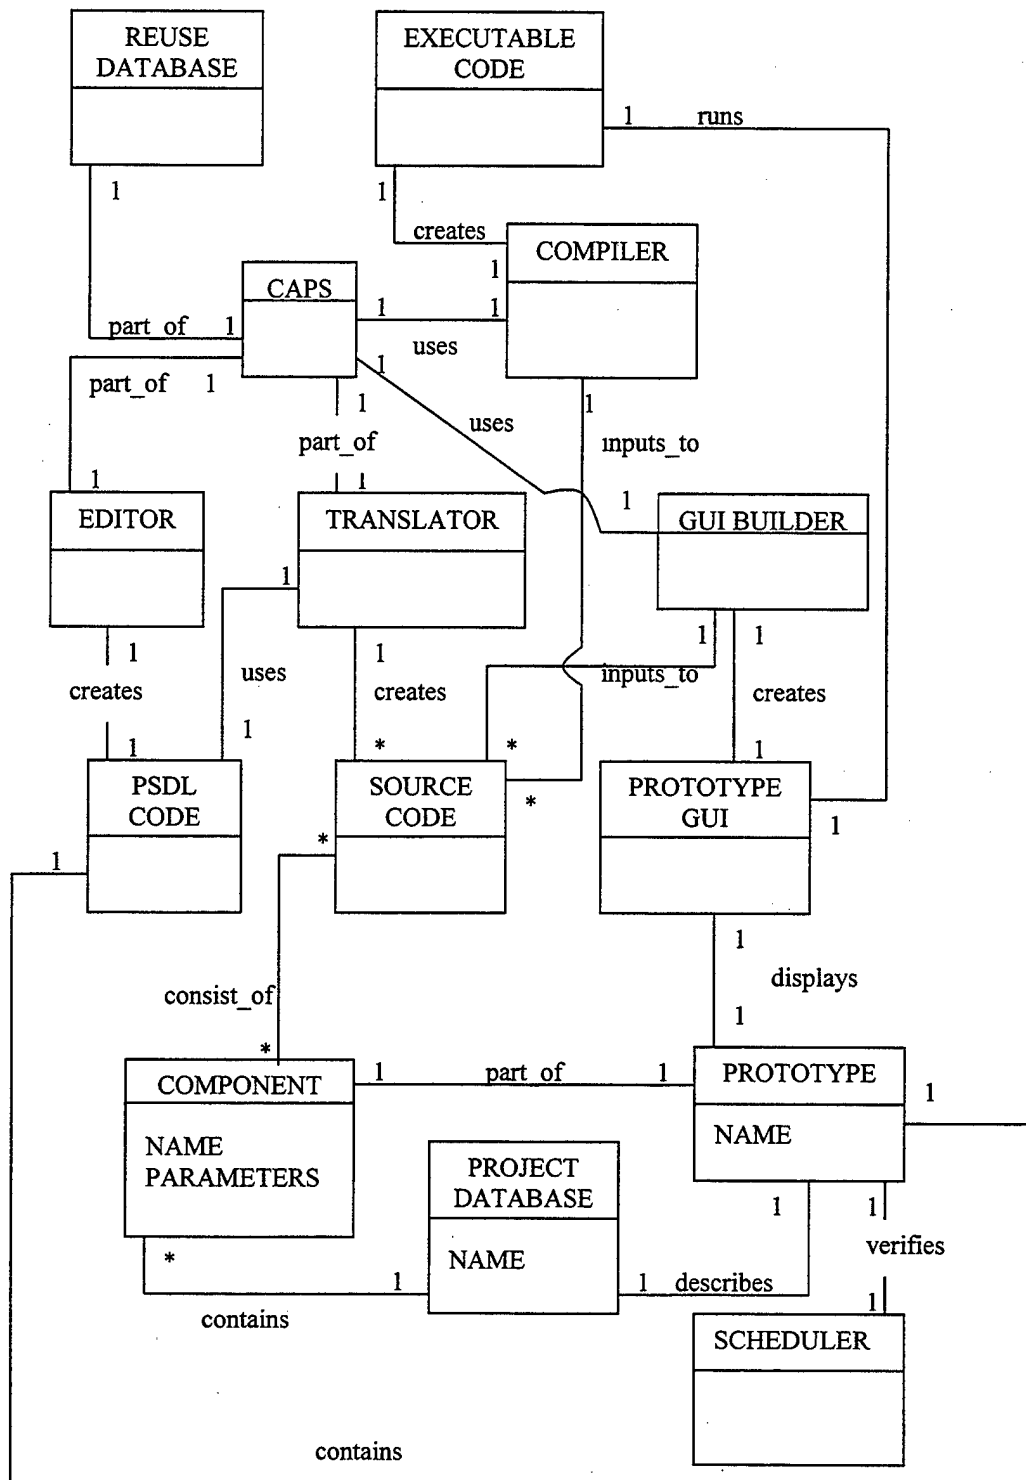 REUSE
DATABASE
EXECUTABLE
CODE
1
runs
1
1
creates
COMPILER
1
CAPS
1
1
part_of
1
uses
part_of
1
1
1
uses
1
part_of
inputs_to
1
1
1
EDITOR
TRANSLATOR
GUI BUILDER
1
1
1
1
1
uses
inputs_to
creates
creates
creates
1
1
*
*
1
PSDL
CODE
SOURCE
CODE
PROTOTYPE
GUI
*
1
*
1
1
displays
consist_of
1
*
COMPONENT
1
part_of
1
PROTOTYPE
1
NAME
PARAMETERS
NAME
PROJECT
DATABASE
1
1
*
NAME
verifies
1
1
describes
1
contains
SCHEDULER
contains